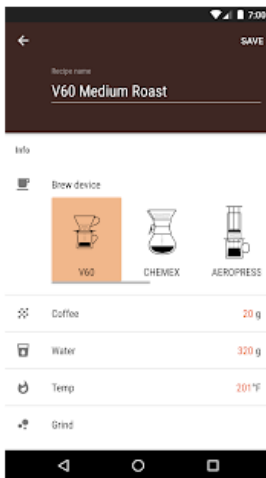 7:00
SAVE
Recipe name
V60 Medium Roast
Info
Brew device
V60 CHEMEX AEROPRESS
Coffee 20 g
Water 320 g
Temp 201°F
Grind